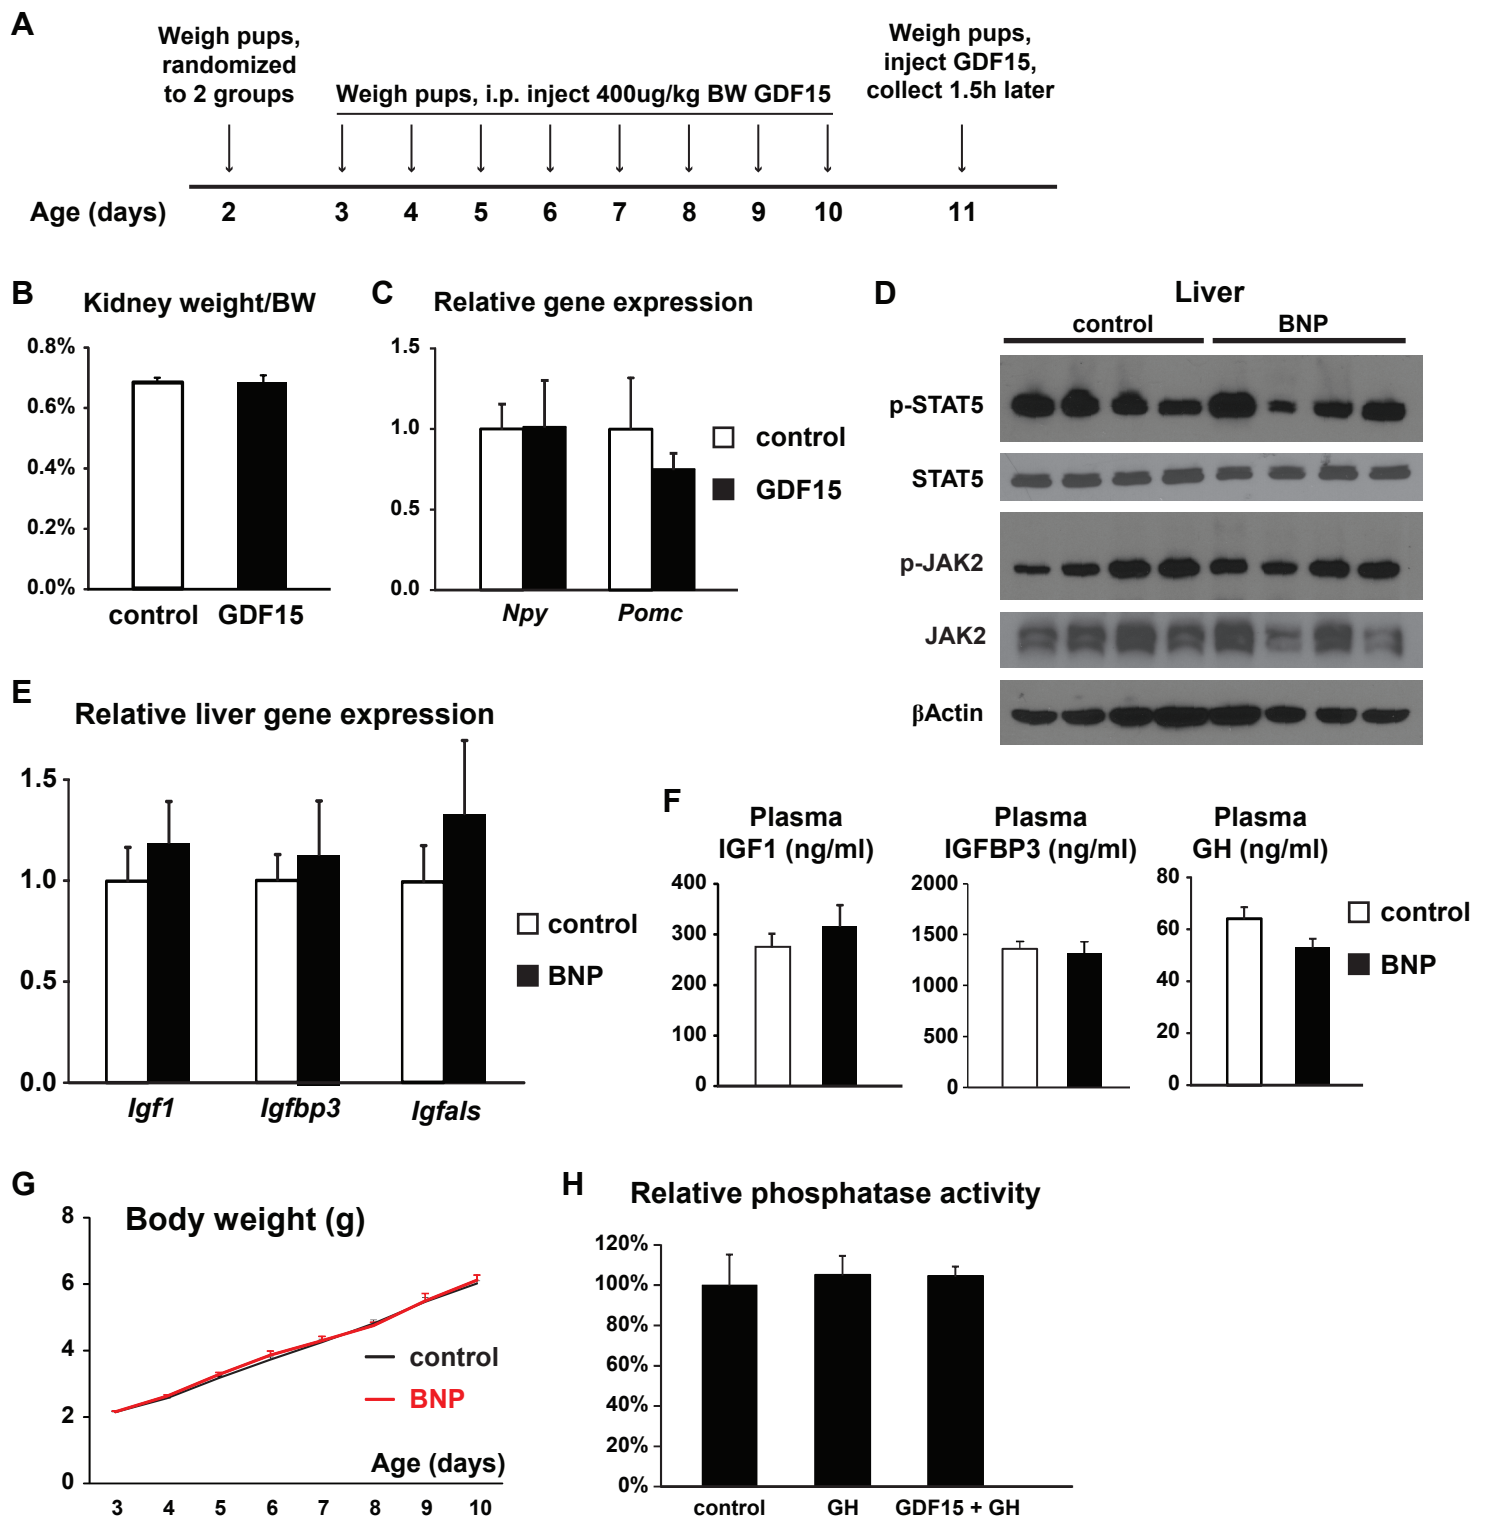 A
Weigh pups,
randomized
to 2 groups
Weigh pups, i.p. inject 400ug/kg BW GDF15
Weigh pups,
inject GDF15,
collect 1.5h later
Age (days) 2 3 4 5 6 7 8 9 10 11
B
Kidney weight/BW
0.8%
0.6%
0.4%
0.2%
0.0%
control GDF15
C
Relative gene expression
1.5
1.0
0.5
0.0
Npy Pomc
control
GDF15
D
Liver
control BNP
p-STAT5
STAT5
p-JAK2
JAK2
βActin
E
Relative liver gene expression
1.5
1.0
0.5
0.0
Igf1 Igfbp3 Igfals
control
BNP
F
Plasma
IGF1 (ng/ml)
400
300
200
100
0
Plasma
IGFBP3 (ng/ml)
2000
1500
1000
500
0
Plasma
GH (ng/ml)
80
60
40
20
0
control
BNP
G
Body weight (g)
8
6
4
2
0
control
BNP
Age (days)
3 4 5 6 7 8 9 10
H
Relative phosphatase activity
120%
100%
80%
60%
40%
20%
0%
control GH GDF15 + GH